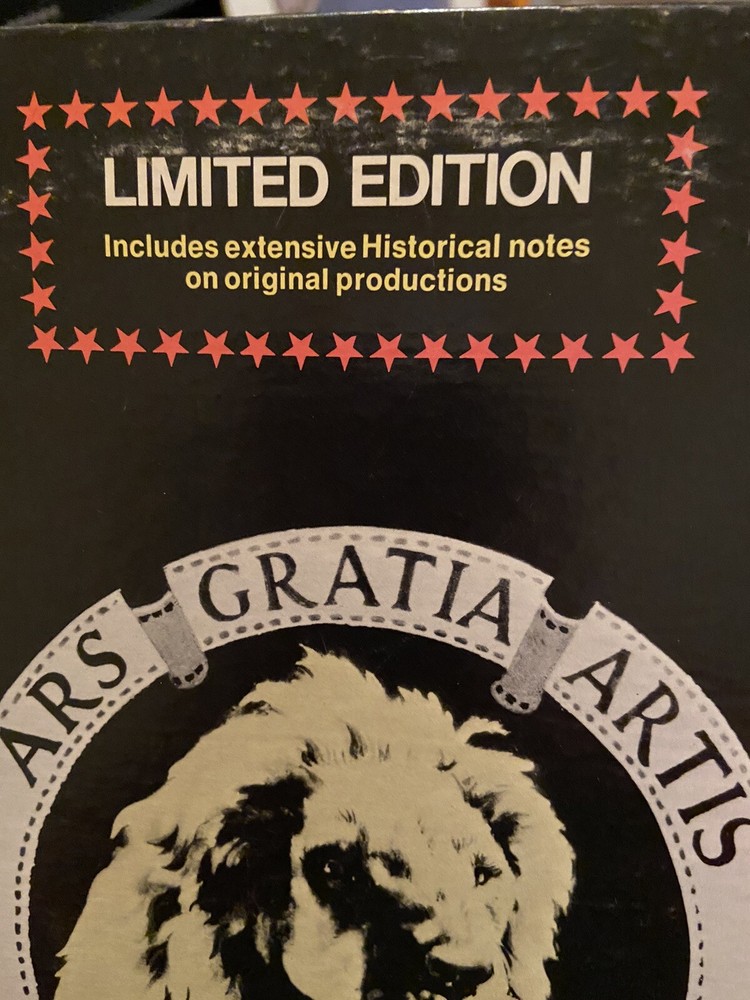 LIMITED EDITION
Includes extensive Historical notes
on original productions
ARS GRATIA ARTIS